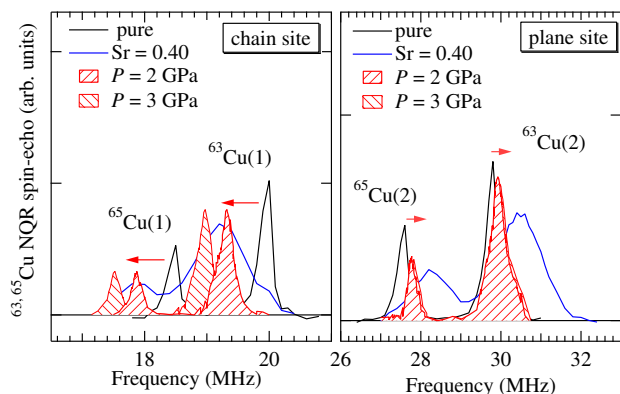 63,65Cu NQR spin-echo (arb. units)
pure
Sr = 0.40
P = 2 GPa
P = 3 GPa
chain site
63Cu(1)
65Cu(1)
18
20
Frequency (MHz)
pure
Sr = 0.40
P = 2 GPa
P = 3 GPa
plane site
63Cu(2)
65Cu(2)
26
28
30
32
Frequency (MHz)